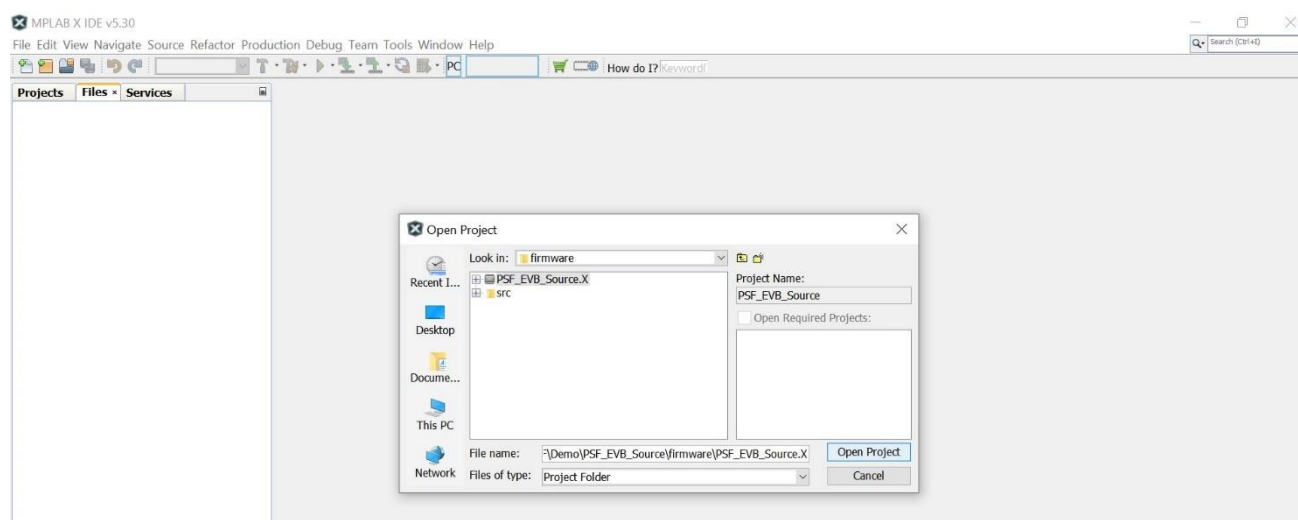 MPLAB X IDE v5.30
File Edit View Navigate Source Refactor Production Debug Team Tools Window Help
Search (Ctrl+I)
PC
How do I? Keyword(
Projects Files × Services
Open Project
Look in: firmware
Recent I...
PSF_EVB_Source.X
src
Project Name:
PSF_EVB_Source
Open Required Projects:
Desktop
Docume...
This PC
Network
File name: \Demo\PSF_EVB_Source\firmware\PSF_EVB_Source.X Open Project
Files of type: Project Folder Cancel